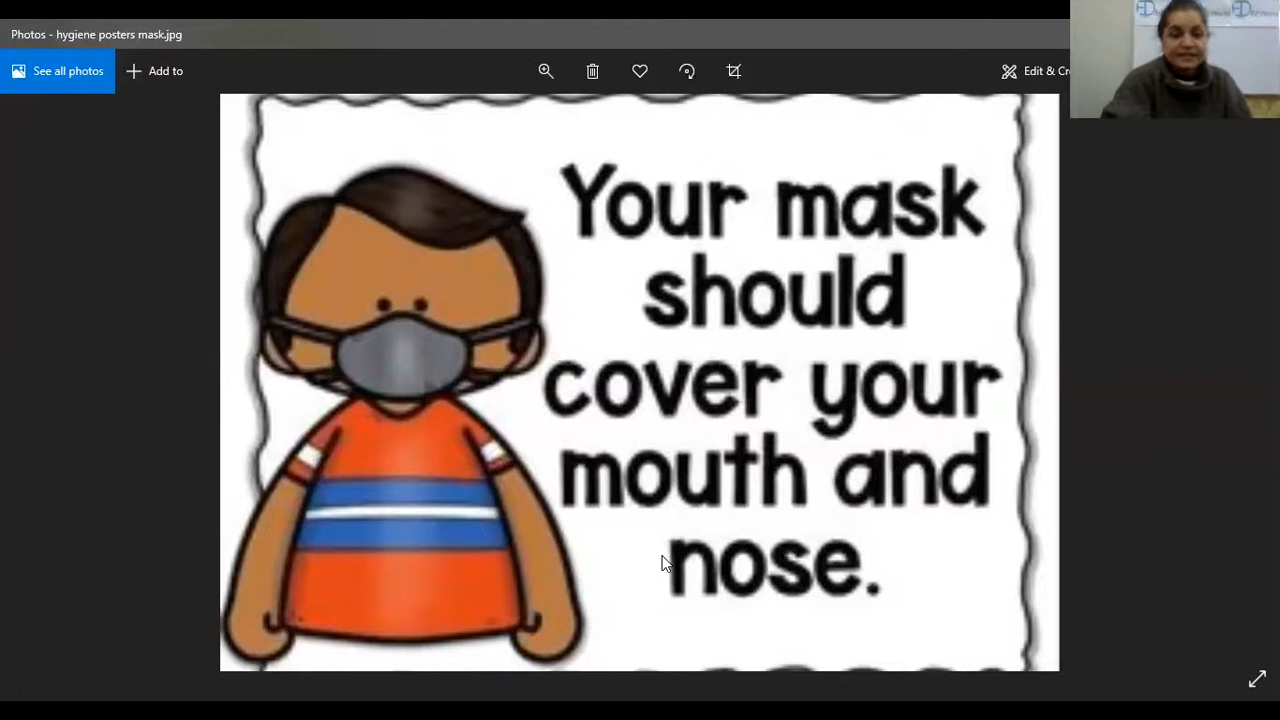 Photos - hygiene posters mask.jpg
See all photos
Add to
Edit & Cr
Your mask
should
cover your
mouth and
nose.